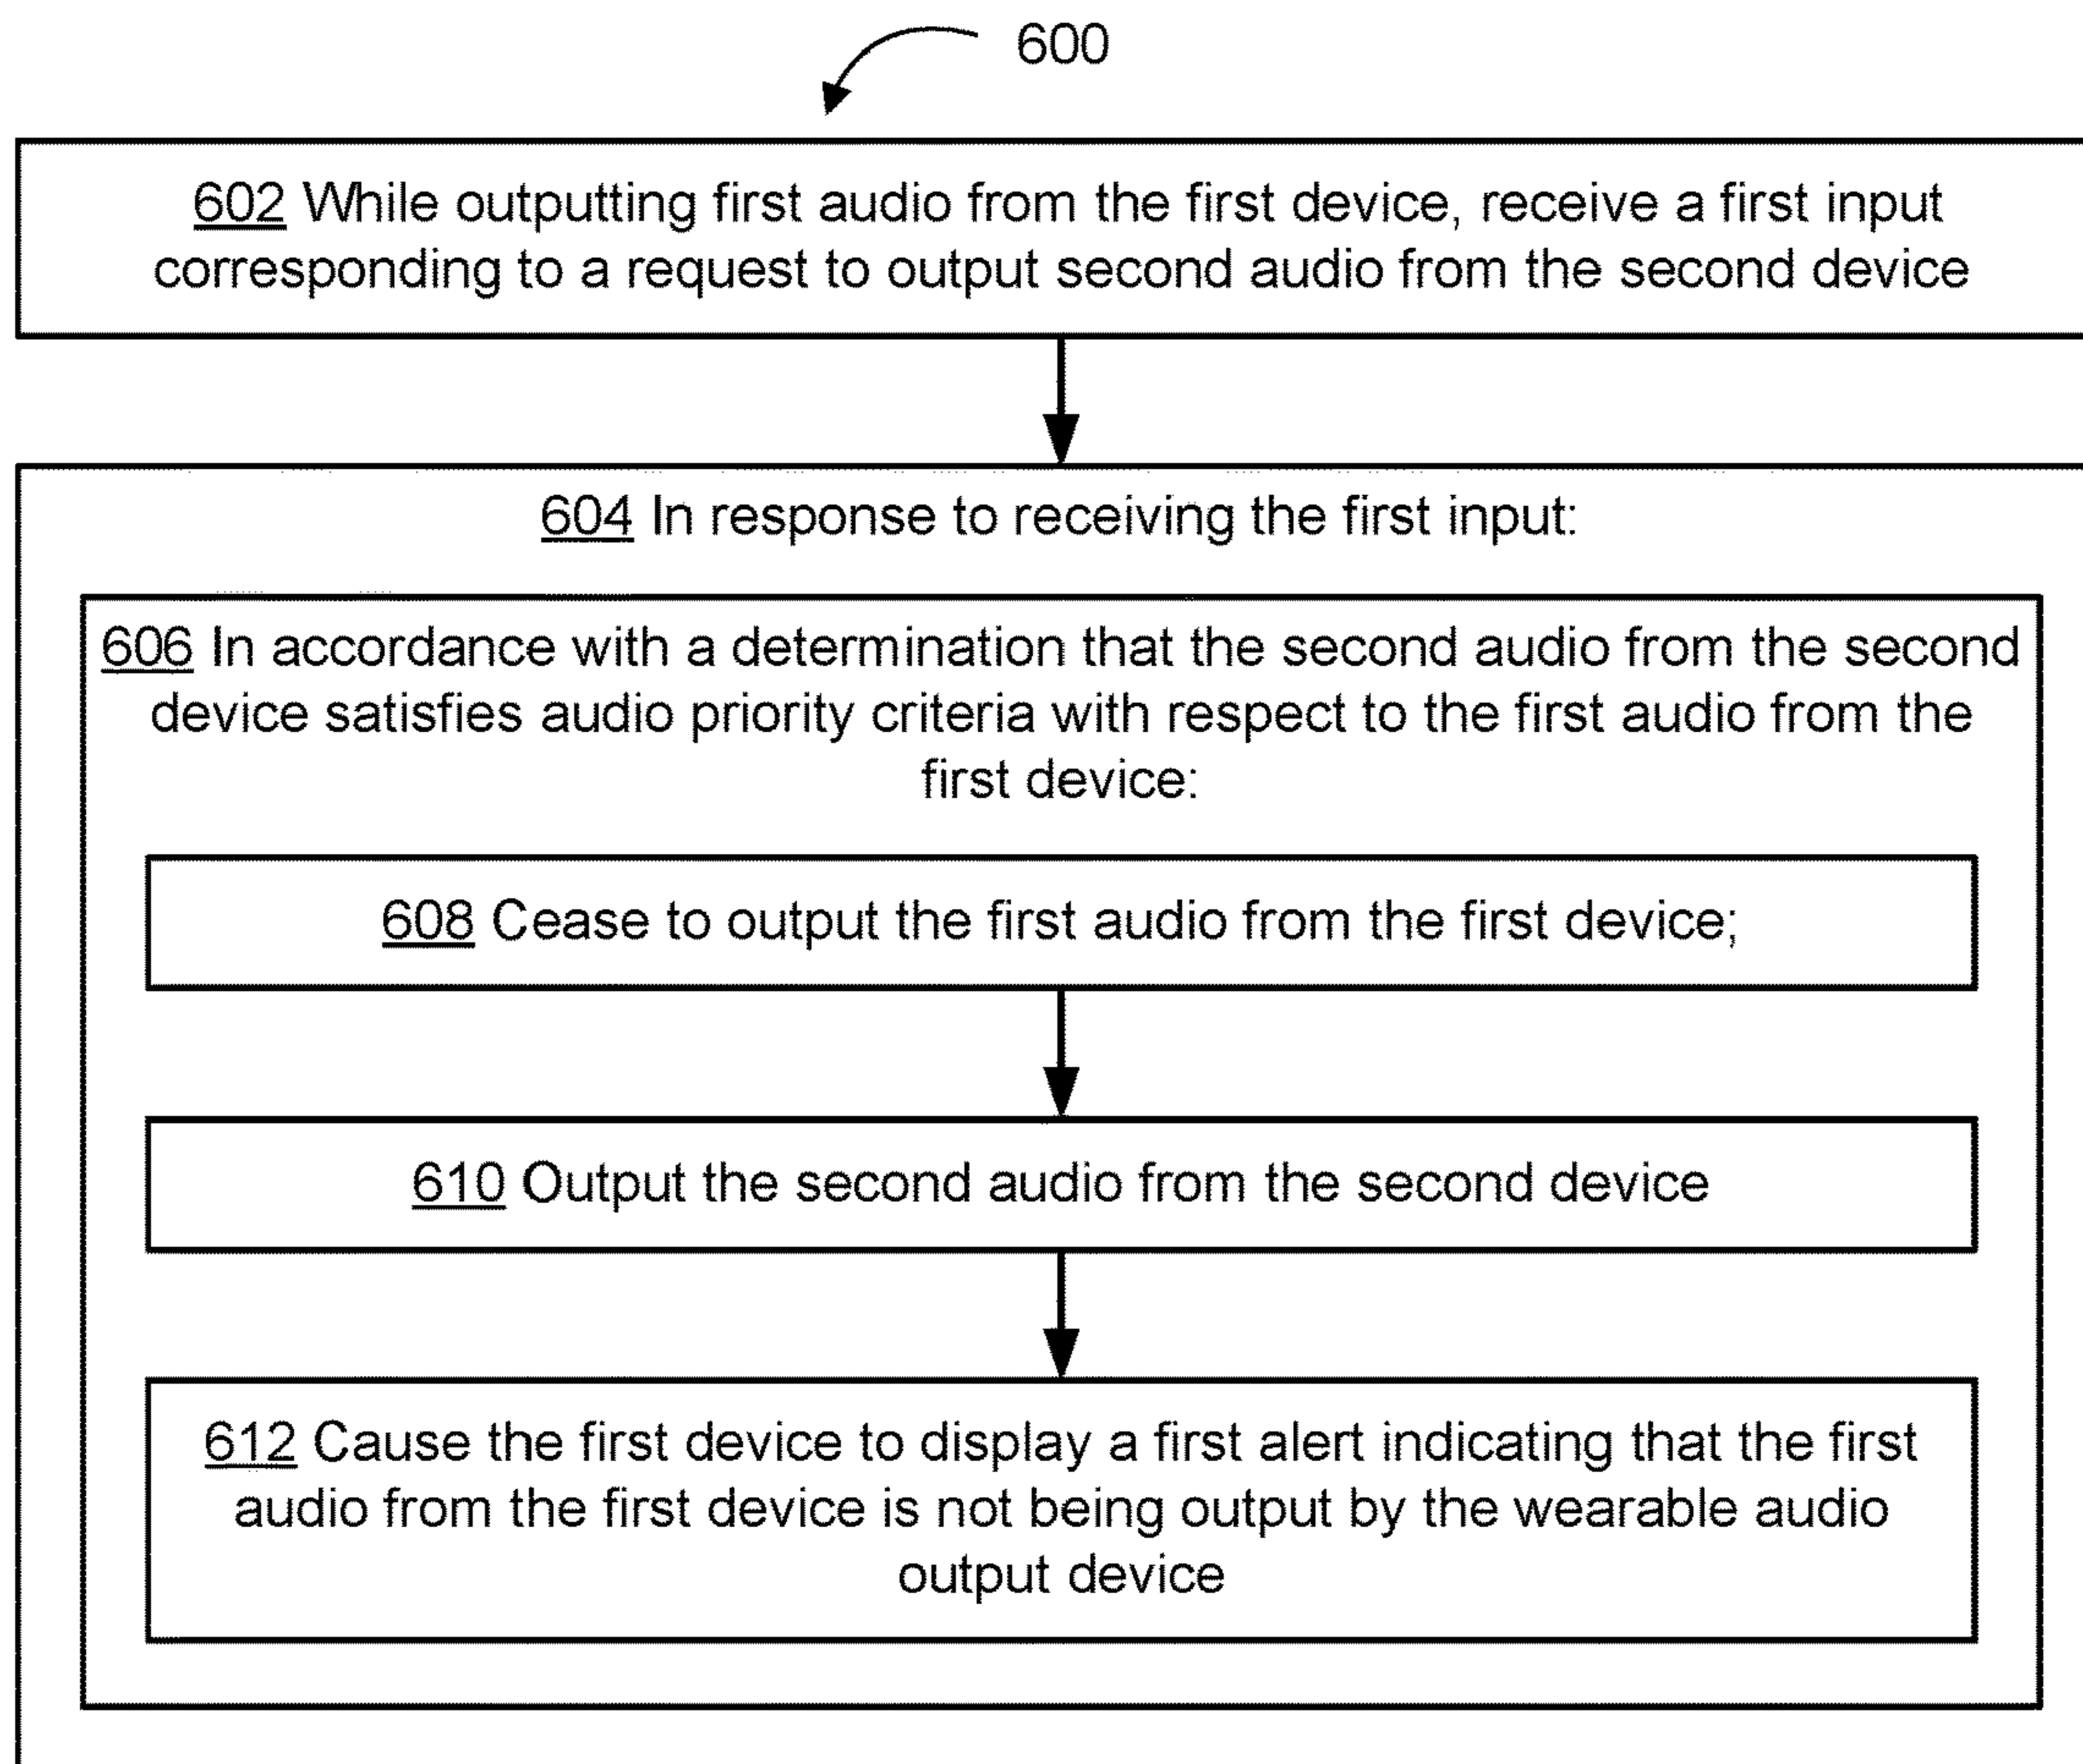 600
602 While outputting first audio from the first device, receive a first input
corresponding to a request to output second audio from the second device
604 In response to receiving the first input:
606 In accordance with a determination that the second audio from the second
device satisfies audio priority criteria with respect to the first audio from the
first device:
608 Cease to output the first audio from the first device;
610 Output the second audio from the second device
612 Cause the first device to display a first alert indicating that the first
audio from the first device is not being output by the wearable audio
output device